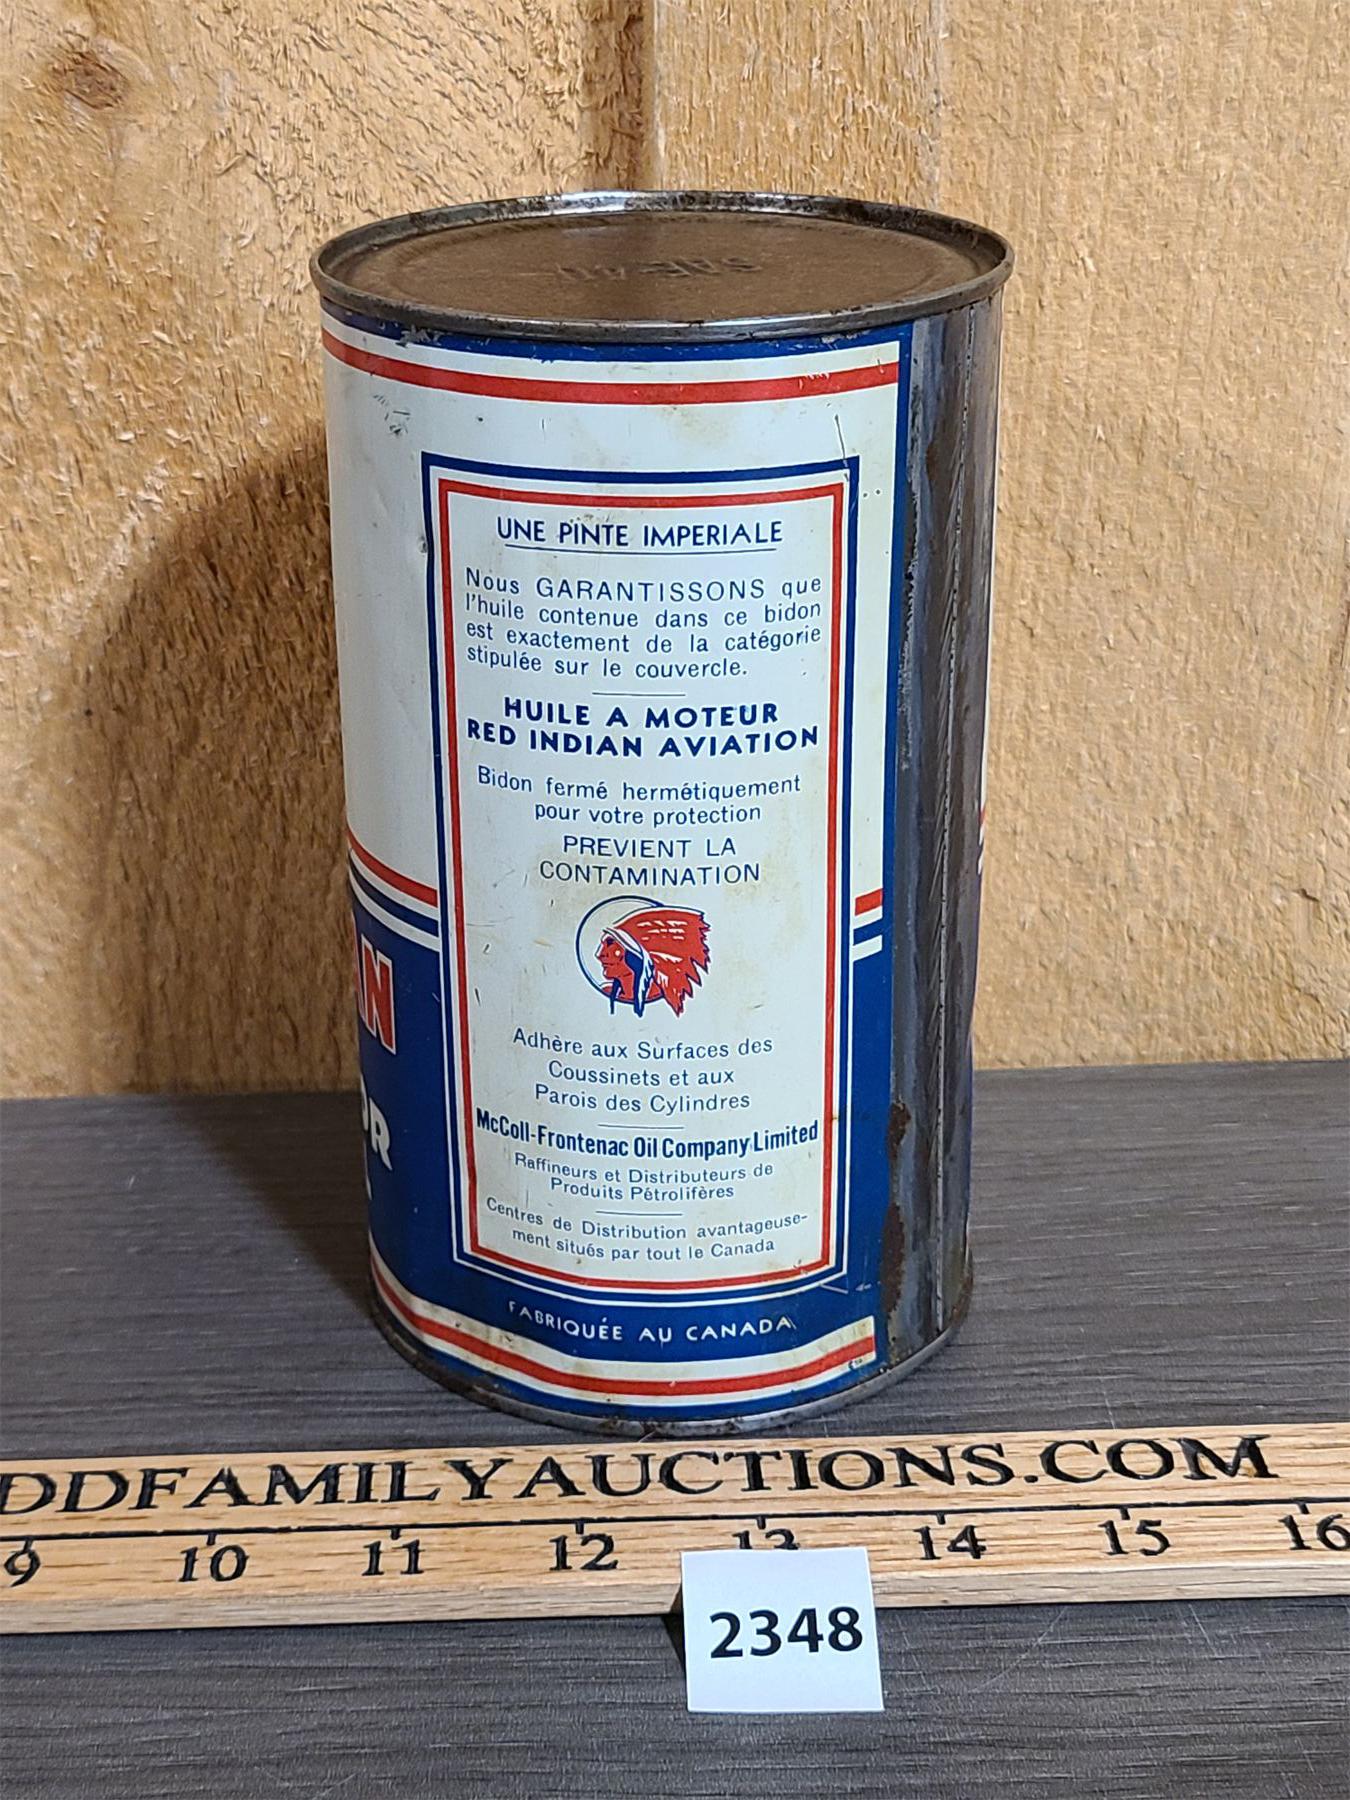 UNE PINTE IMPERIALE
Nous GARANTISSONS que
l'huile contenue dans ce bidon
est exactement de la catégorie
stipulée sur le couvercle.
HUILE A MOTEUR
RED INDIAN AVIATION
Bidon fermé hermétiquement
pour votre protection
PREVIENT LA
CONTAMINATION
Adhère aux Surfaces des
Coussinets et aux
Parois des Cylindres
McColl-Frontenac Oil Company Limited
Raffineurs et Distributeurs de
Produits Pétrolifères
Centres de Distribution avantageuse-
ment situés par tout le Canada
FABRIQUÉE AU CANADA
AN
OR
DDFAMILYAUCTIONS.COM
9 10 11 12 13 14 15 16
2348